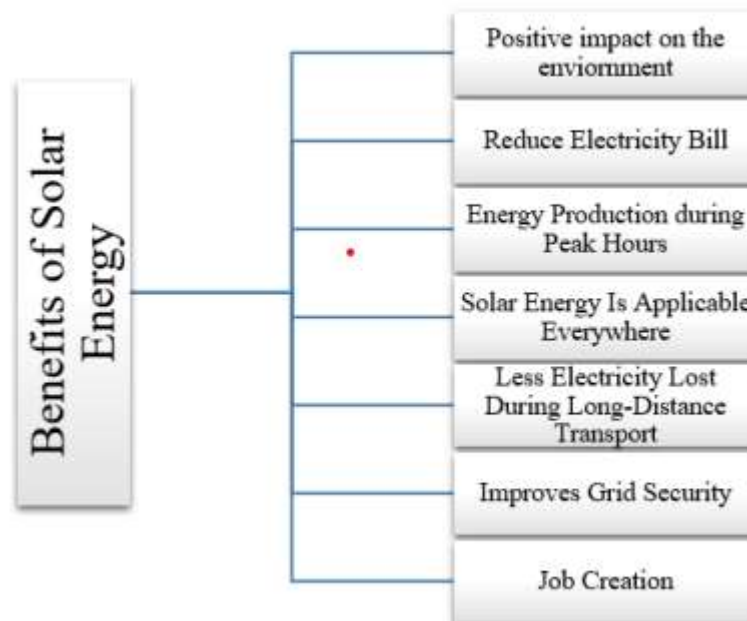 Benefits of Solar
Energy
Positive impact on the
enviornment
Reduce Electricity Bill
Energy Production during
Peak Hours
Solar Energy Is Applicable
Everywhere
Less Electricity Lost
During Long-Distance
Transport
Improves Grid Security
Job Creation